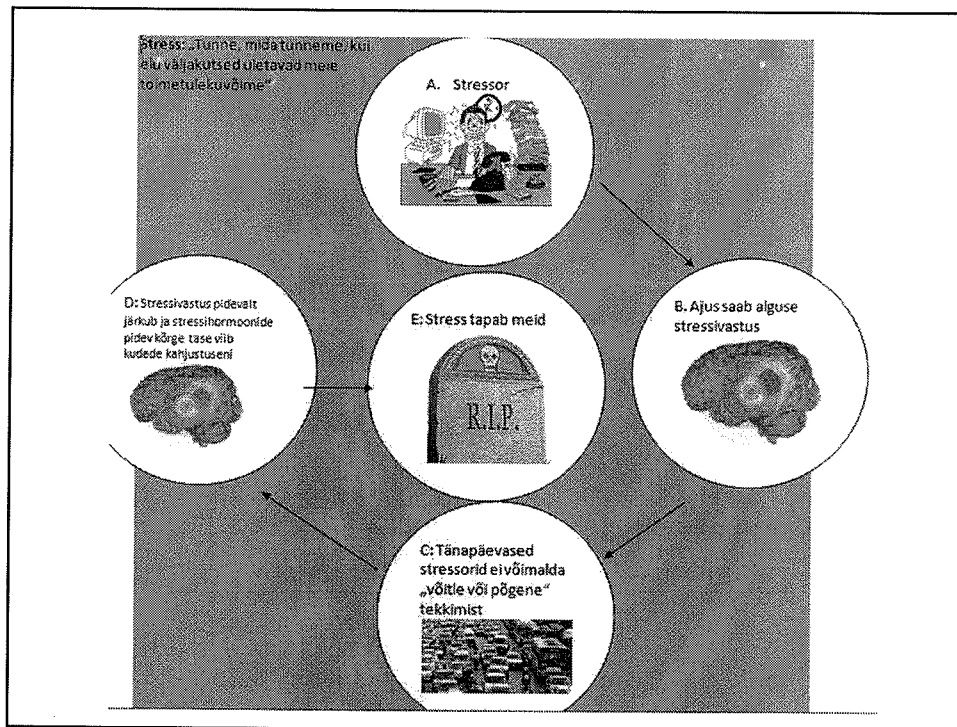 Stress: „Tunne, mida tunneme, kui
elu väljakutsed ületavad meie
toimetulekuvõime“
A. Stressor
B. Ajus saab alguse
stressivastus
C: Tänapäevased
stressorid ei võimalda
„võitle või põgene“
tekkimist
D: Stressivastus pidevalt
järkub ja stressihormoonide
pidev kõrge tase viib
kudede kahjustuseni
E: Stress tapab meid
R.I.P.